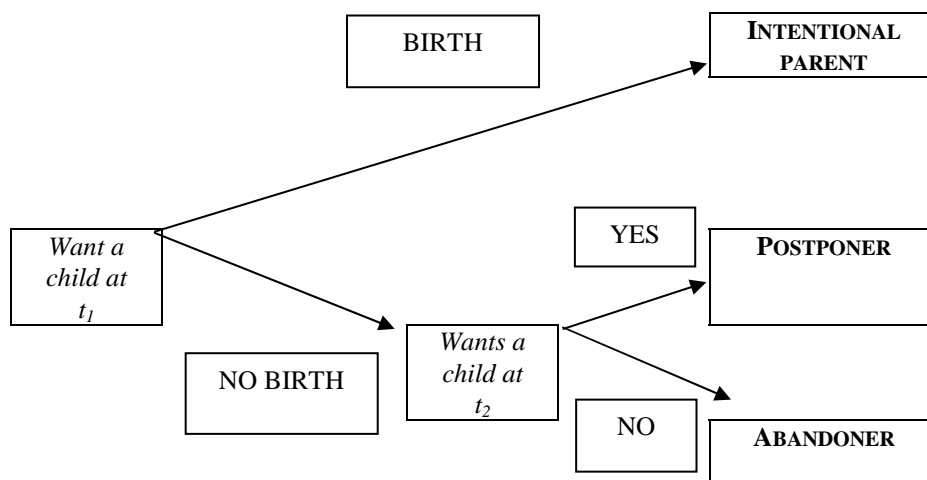 BIRTH
INTENTIONAL
PARENT
Want a
child at
t1
YES
POSTPONER
NO BIRTH
Wants a
child at
t2
NO
ABANDONER